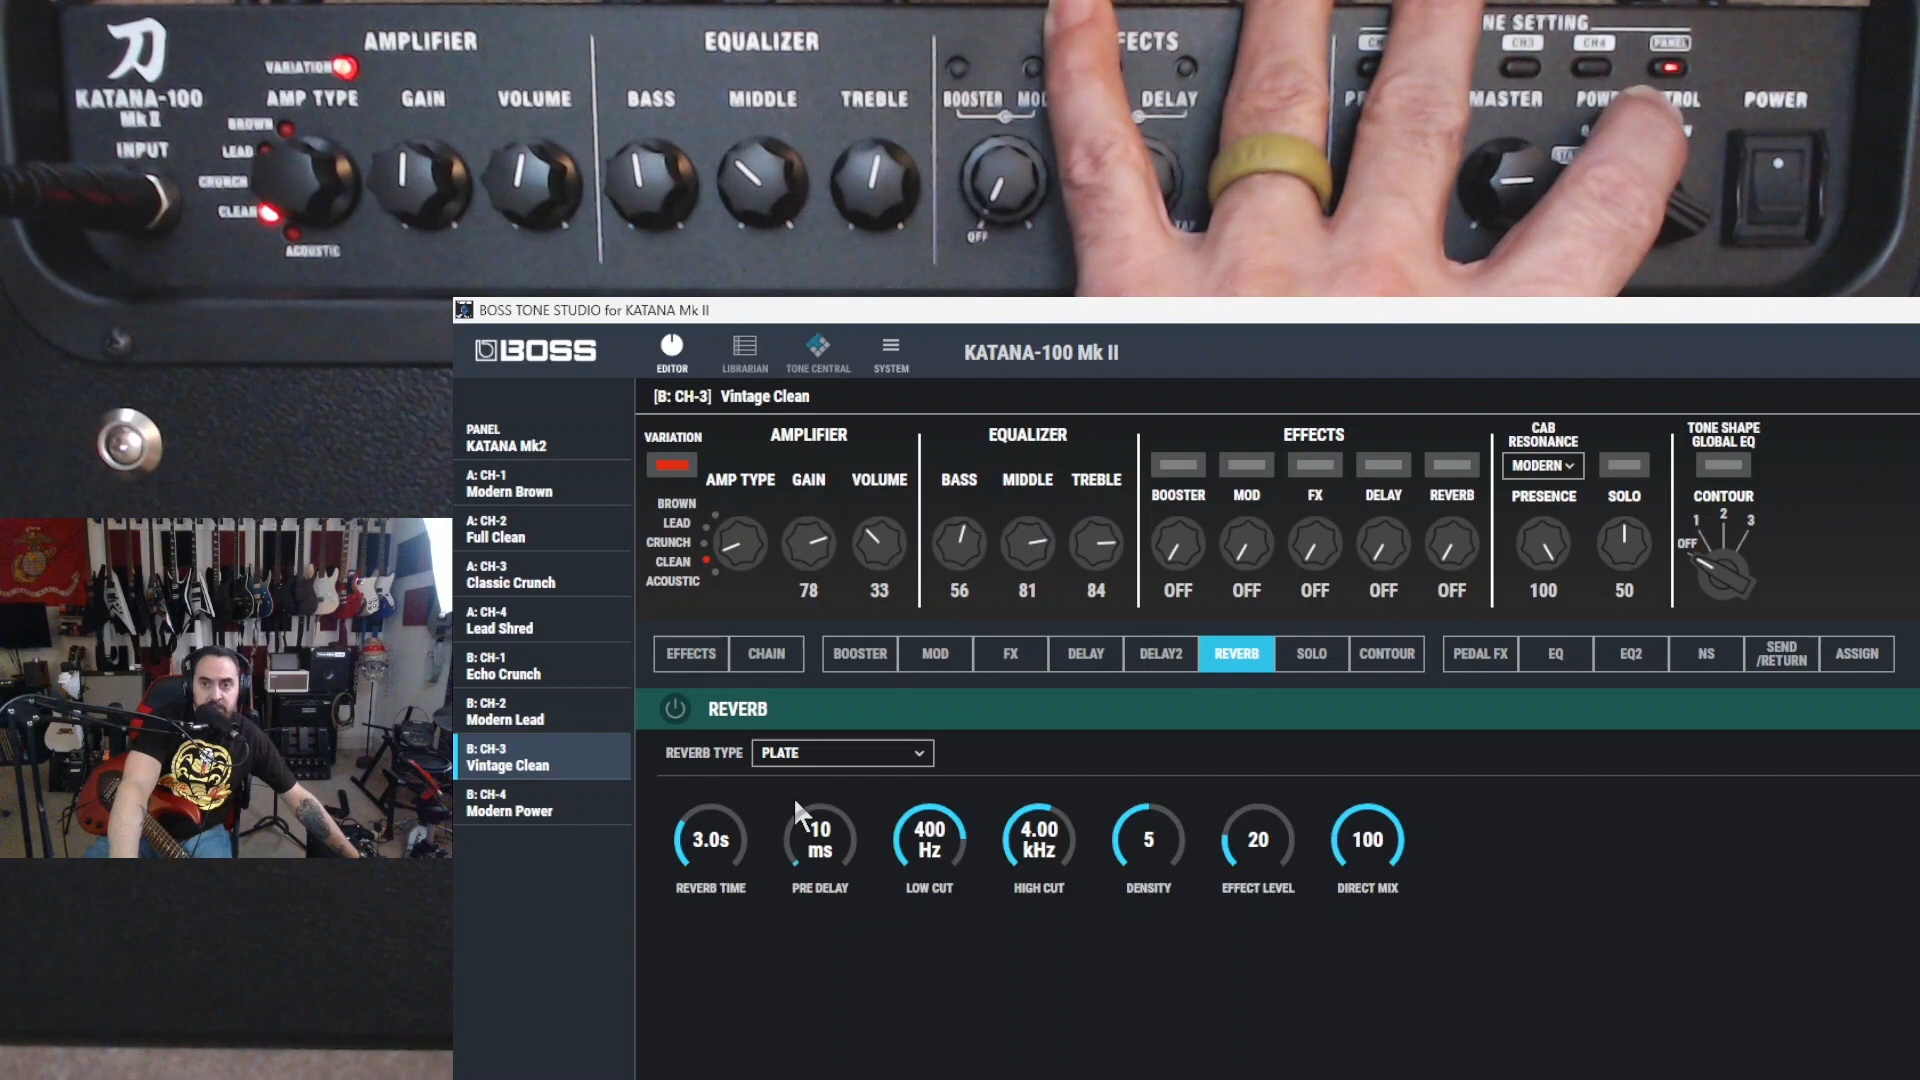 AMPLIFIER
EQUALIZER
TONE SETTING
CH3
CH4
PANEL
VARIATION
KATANA-100
MkII
AMP TYPE
GAIN
VOLUME
BASS
MIDDLE
TREBLE
BOOSTER
DELAY
MASTER
POWER
BROWN
INPUT
LEAD
CRUNCH
CLEAN
ACOUSTIC
OFF
TAP
BOSS TONE STUDIO for KATANA Mk II
BOSS
EDITOR
LIBRARIAN
TONE CENTRAL
SYSTEM
KATANA-100 Mk II
[B: CH-3] Vintage Clean
PANEL
KATANA Mk2
A: CH-1
Modern Brown
A: CH-2
Full Clean
A: CH-3
Classic Crunch
A: CH-4
Lead Shred
B: CH-1
Echo Crunch
B: CH-2
Modern Lead
B: CH-3
Vintage Clean
B: CH-4
Modern Power
VARIATION
AMPLIFIER
EQUALIZER
EFFECTS
CAB
RESONANCE
TONE SHAPE
GLOBAL EQ
MODERN
AMP TYPE
GAIN
VOLUME
BASS
MIDDLE
TREBLE
BOOSTER
MOD
FX
DELAY
REVERB
PRESENCE
SOLO
CONTOUR
BROWN
LEAD
CRUNCH
CLEAN
ACOUSTIC
1 2 3
OFF
78
33
56
81
84
OFF
OFF
OFF
OFF
OFF
100
50
EFFECTS
CHAIN
BOOSTER
MOD
FX
DELAY
DELAY2
REVERB
SOLO
CONTOUR
PEDAL FX
EQ
EQ2
NS
SEND
/RETURN
ASSIGN
REVERB
REVERB TYPE
PLATE
3.0s
10
ms
400
Hz
4.00
kHz
5
20
100
REVERB TIME
PRE DELAY
LOW CUT
HIGH CUT
DENSITY
EFFECT LEVEL
DIRECT MIX